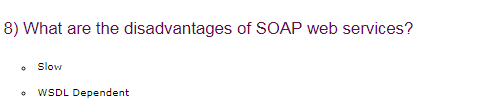 8) What are the disadvantages of SOAP web services?
Slow
WSDL Dependent